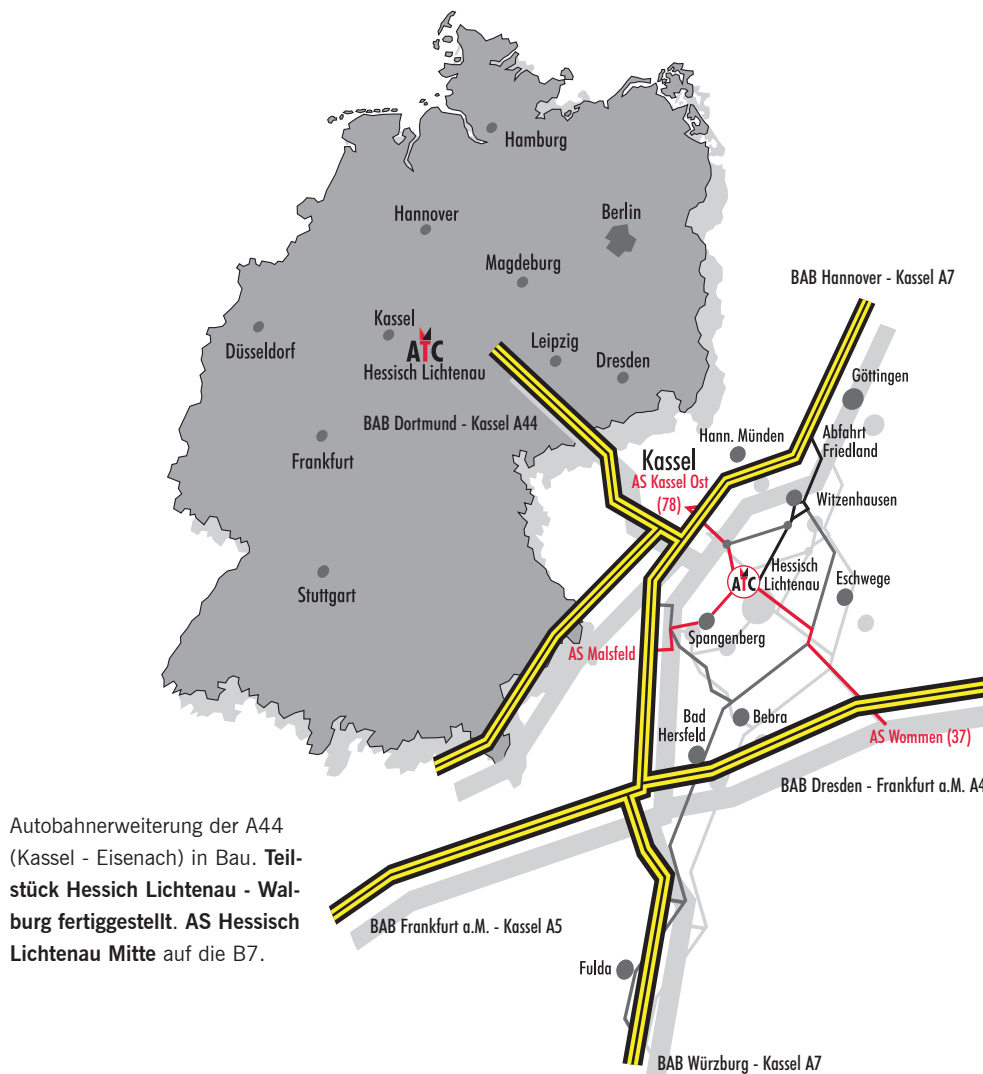 Hamburg
Hannover
Berlin
Magdeburg
BAB Hannover - Kassel A7
Kassel
ATC
Hessisch Lichtenau
Düsseldorf
Leipzig
Dresden
Göttingen
BAB Dortmund - Kassel A44
Hann. Münden
Abfahrt
Friedland
Frankfurt
Kassel
AS Kassel Ost
(78)
Witzenhausen
Stuttgart
ATC
Hessisch
Lichtenau
Eschwege
Spangenberg
AS Malsfeld
Bad
Hersfeld
Bebra
AS Wommen (37)
BAB Dresden - Frankfurt a.M. A4
Autobahnerweiterung der A44
(Kassel - Eisenach) in Bau. Teil-
stück Hessich Lichtenau - Wal-
burg fertiggestellt. AS Hessisch
Lichtenau Mitte auf die B7.
BAB Frankfurt a.M. - Kassel A5
Fulda
BAB Würzburg - Kassel A7